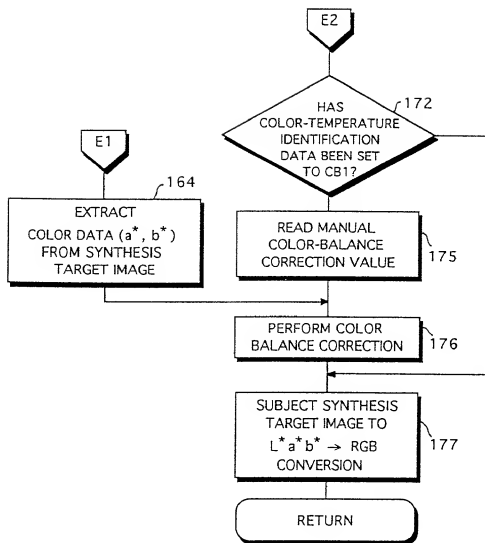 E2
HAS
COLOR-TEMPERATURE
IDENTIFICATION
DATA BEEN SET
TO CB1?
172
E1
164
EXTRACT
COLOR DATA (a*, b*)
FROM SYNTHESIS
TARGET IMAGE
READ MANUAL
COLOR-BALANCE
CORRECTION VALUE
175
PERFORM COLOR
BALANCE CORRECTION
176
SUBJECT SYNTHESIS
TARGET IMAGE TO
L*a*b* → RGB
CONVERSION
177
RETURN